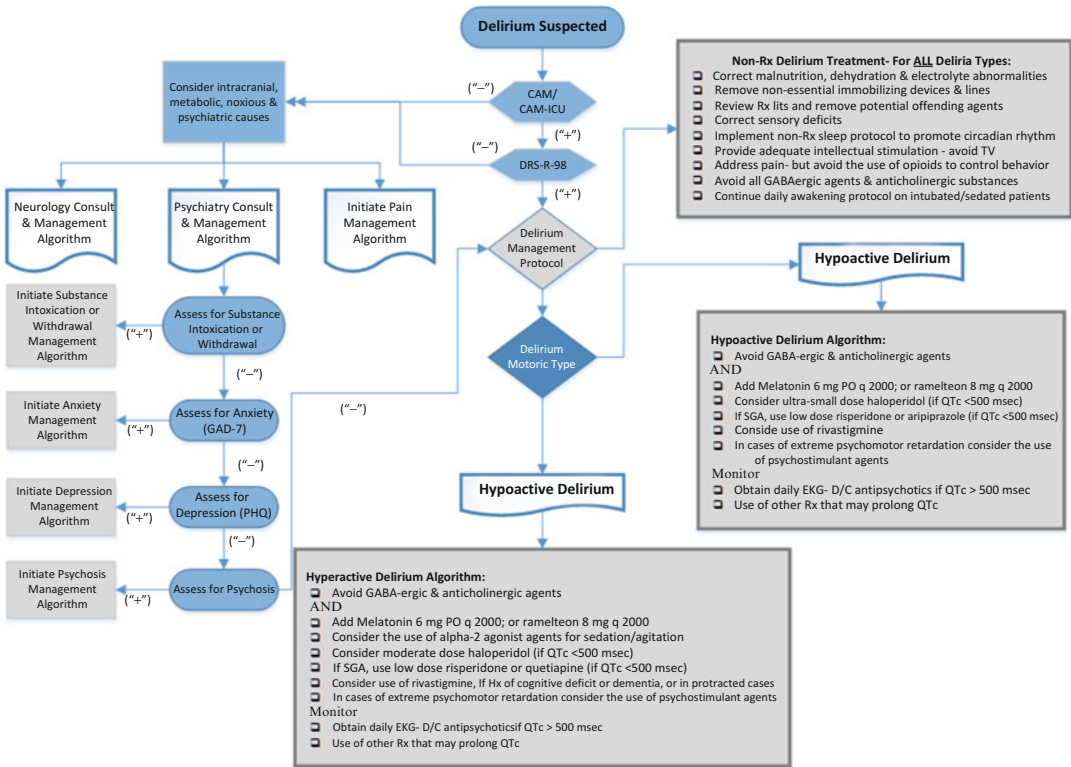 Delirium Suspected
CAM/
CAM-ICU
(“–”)
(“+”)
DRS-R-98
(“–”)
(“+”)
Consider intracranial,
metabolic, noxious &
psychiatric causes
Neurology Consult
& Management
Algorithm
Psychiatry Consult
& Management
Algorithm
Initiate Pain
Management
Algorithm
Delirium
Management
Protocol
Non-Rx Delirium Treatment- For ALL Deliria Types:
Correct malnutrition, dehydration & electrolyte abnormalities
Remove non-essential immobilizing devices & lines
Review Rx lits and remove potential offending agents
Correct sensory deficits
Implement non-Rx sleep protocol to promote circadian rhythm
Provide adequate intellectual stimulation - avoid TV
Address pain- but avoid the use of opioids to control behavior
Avoid all GABAergic agents & anticholinergic substances
Continue daily awakening protocol on intubated/sedated patients
Initiate Substance
Intoxication or
Withdrawal
Management
Algorithm
(“+”)
Assess for Substance
Intoxication or
Withdrawal
(“–”)
Initiate Anxiety
Management
Algorithm
(“+”)
Assess for Anxiety
(GAD-7)
(“–”)
Initiate Depression
Management
Algorithm
(“+”)
Assess for
Depression (PHQ)
(“–”)
Initiate Psychosis
Management
Algorithm
(“+”)
Assess for Psychosis
(“–”)
Delirium
Motoric Type
Hypoactive Delirium
Hypoactive Delirium Algorithm:
Avoid GABA-ergic & anticholinergic agents
AND
Add Melatonin 6 mg PO q 2000; or ramelteon 8 mg q 2000
Consider ultra-small dose haloperidol (if QTc <500 msec)
If SGA, use low dose risperidone or aripiprazole (if QTc <500 msec)
Conside use of rivastigmine
In cases of extreme psychomotor retardation consider the use
of psychostimulant agents
Monitor
Obtain daily EKG- D/C antipsychotics if QTc > 500 msec
Use of other Rx that may prolong QTc
Hypoactive Delirium
Hyperactive Delirium Algorithm:
Avoid GABA-ergic & anticholinergic agents
AND
Add Melatonin 6 mg PO q 2000; or ramelteon 8 mg q 2000
Consider the use of alpha-2 agonist agents for sedation/agitation
Consider moderate dose haloperidol (if QTc <500 msec)
If SGA, use low dose risperidone or quetiapine (if QTc <500 msec)
Consider use of rivastigmine, If Hx of cognitive deficit or dementia, or in protracted cases
In cases of extreme psychomotor retardation consider the use of psychostimulant agents
Monitor
Obtain daily EKG- D/C antipsychoticsif QTc > 500 msec
Use of other Rx that may prolong QTc